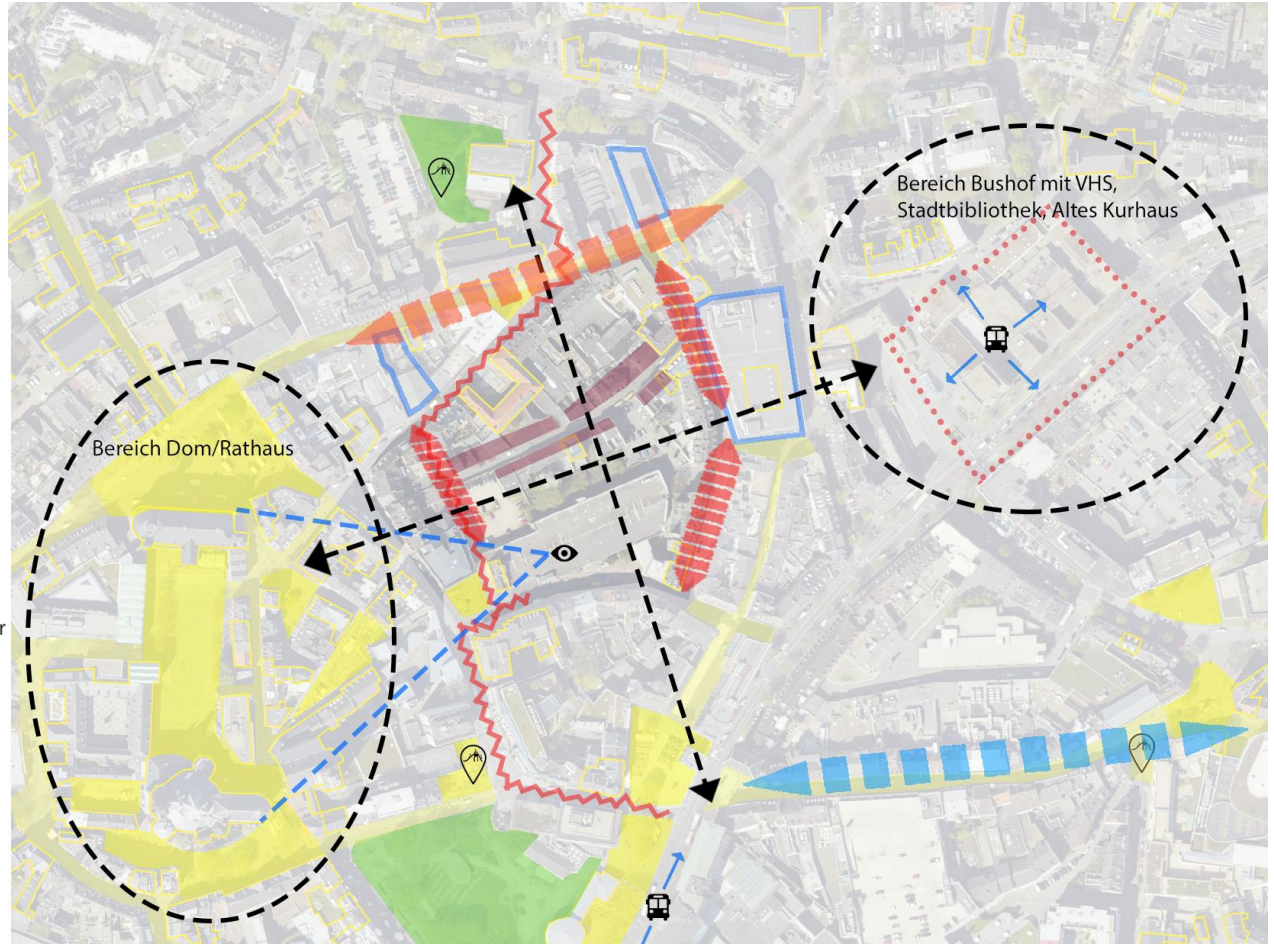 Bereich Bushof mit VHS,
Stadtbibliothek, Altes Kurhaus
Bereich Dom/Rathaus
r